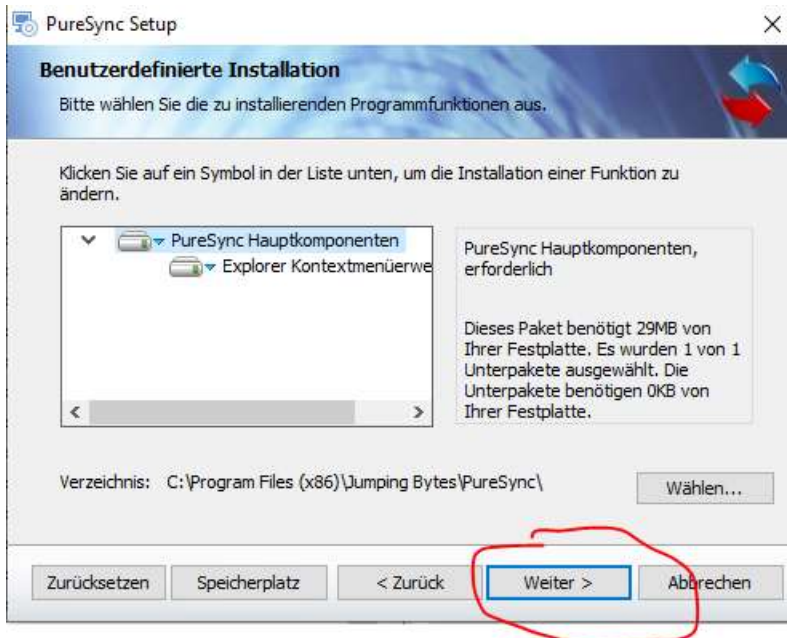 PureSync Setup
Benutzerdefinierte Installation
Bitte wählen Sie die zu installierenden Programmfunktionen aus.
Klicken Sie auf ein Symbol in der Liste unten, um die Installation einer Funktion zu
ändern.
PureSync Hauptkomponenten
Explorer Kontextmenüerwe
PureSync Hauptkomponenten,
erforderlich
Dieses Paket benötigt 29MB von
Ihrer Festplatte. Es wurden 1 von 1
Unterpakete ausgewählt. Die
Unterpakete benötigen 0KB von
Ihrer Festplatte.
Verzeichnis: C:\Program Files (x86)\Jumping Bytes\PureSync\
Wählen...
Zurücksetzen Speicherplatz < Zurück Weiter > Abbrechen